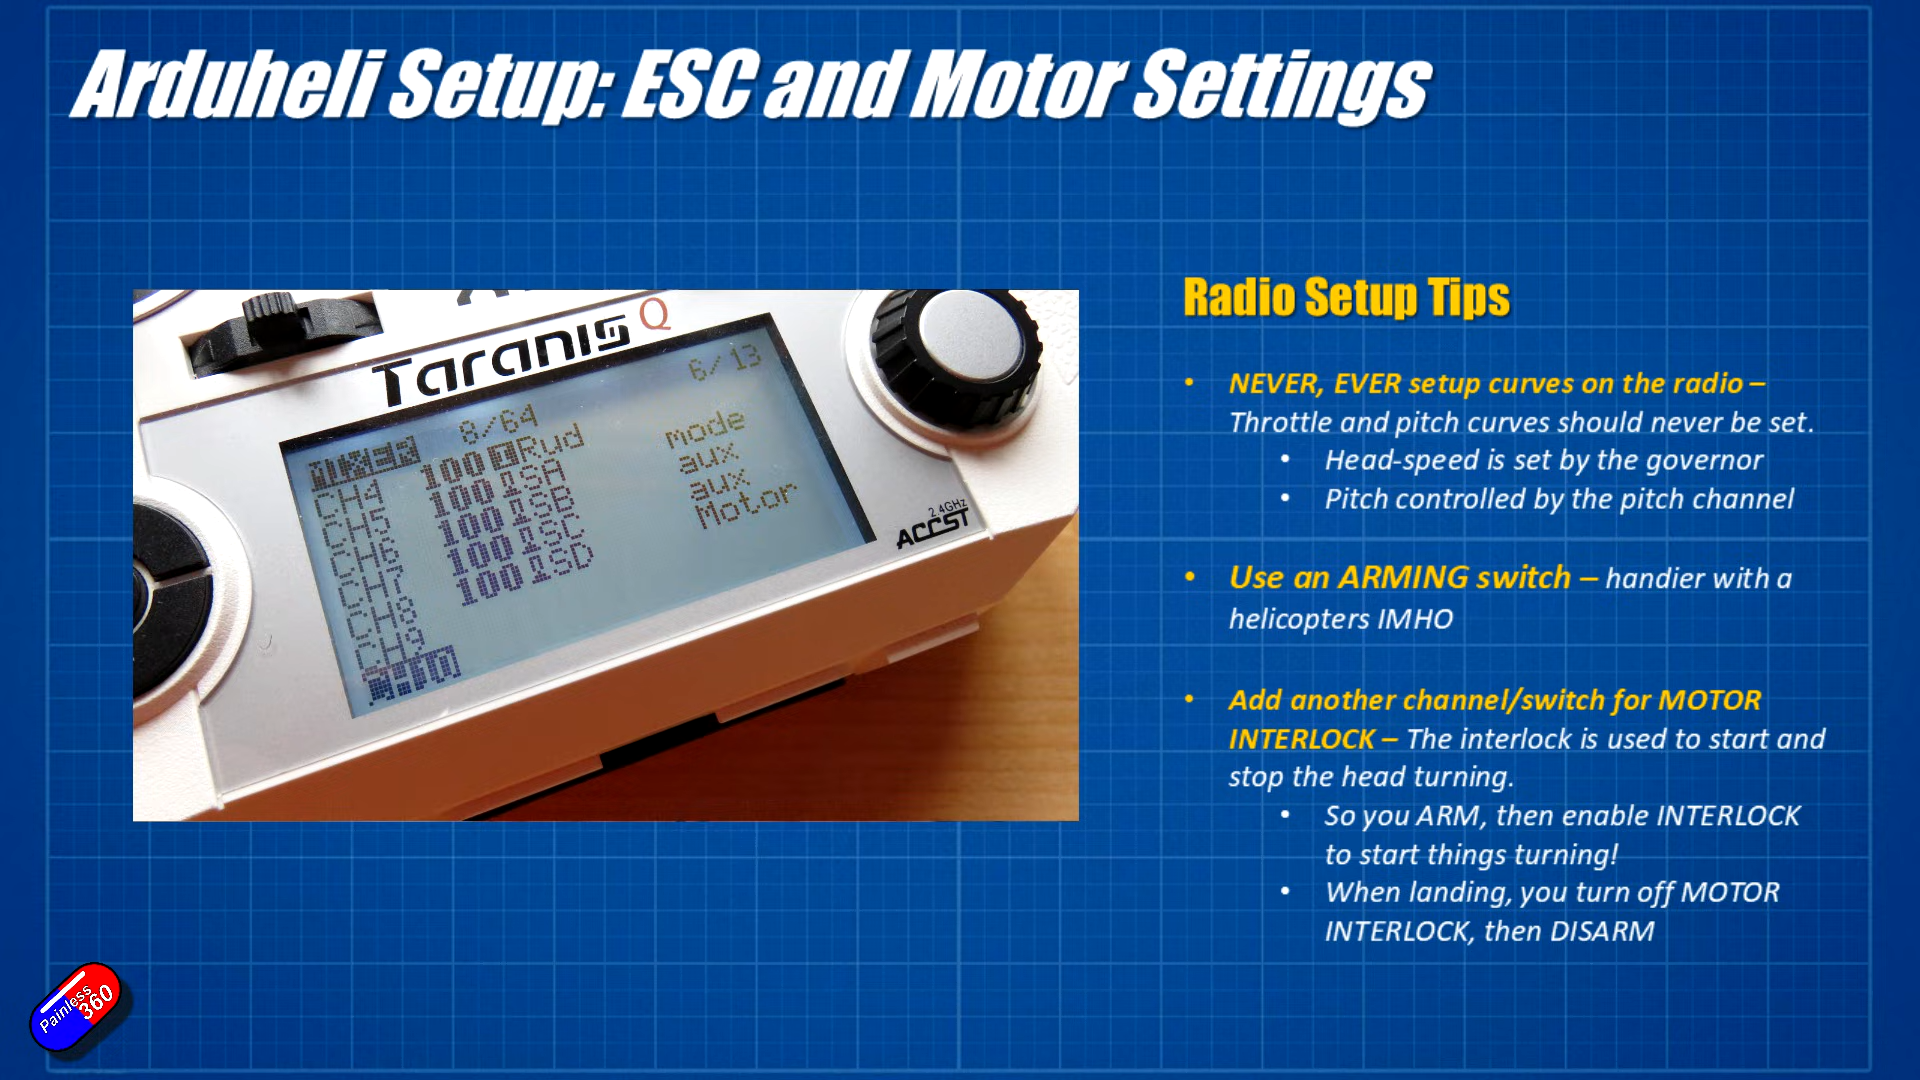 Arduheli Setup: ESC and Motor Settings
Taranis Q
MIXER 8/64 6/13
CH4 100 Rud mode
CH5 100 SA aux
CH6 100 SB aux
CH7 100 SC Motor
CH8 100 SD
CH9
2.4GHz
ACCST
Radio Setup Tips
• NEVER, EVER setup curves on the radio –
Throttle and pitch curves should never be set.
• Head-speed is set by the governor
• Pitch controlled by the pitch channel
• Use an ARMING switch – handier with a
helicopters IMHO
• Add another channel/switch for MOTOR
INTERLOCK – The interlock is used to start and
stop the head turning.
• So you ARM, then enable INTERLOCK
to start things turning!
• When landing, you turn off MOTOR
INTERLOCK, then DISARM
Painless
360